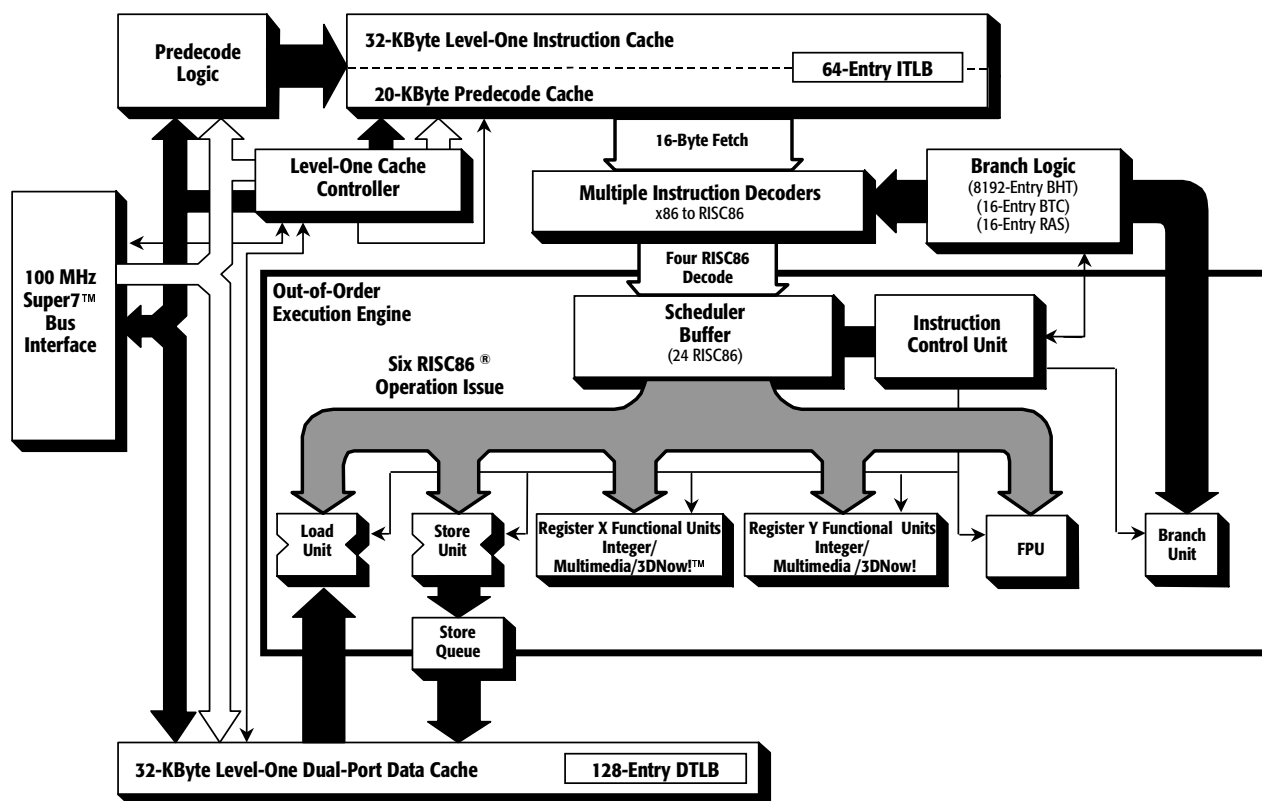 Predecode
Logic
32-KByte Level-One Instruction Cache
64-Entry ITLB
20-KByte Predecode Cache
16-Byte Fetch
Level-One Cache
Controller
Multiple Instruction Decoders
x86 to RISC86
Branch Logic
(8192-Entry BHT)
(16-Entry BTC)
(16-Entry RAS)
100 MHz
Super7™
Bus
Interface
Four RISC86
Decode
Out-of-Order
Execution Engine
Scheduler
Buffer
(24 RISC86)
Instruction
Control Unit
Six RISC86 ®
Operation Issue
Load
Unit
Store
Unit
Register X Functional Units
Integer/
Multimedia/3DNow!™
Register Y Functional Units
Integer/
Multimedia /3DNow!
FPU
Branch
Unit
Store
Queue
32-KByte Level-One Dual-Port Data Cache
128-Entry DTLB